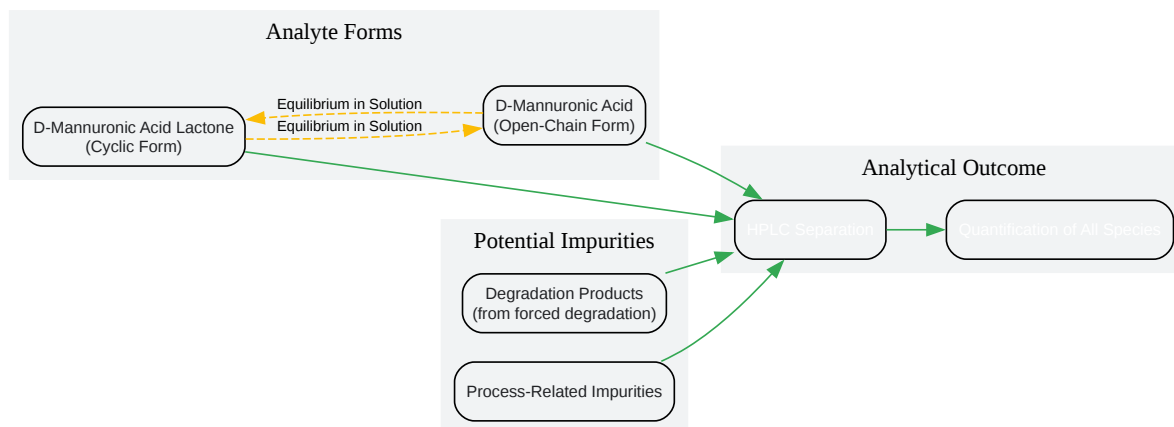 Analyte Forms
D-Mannuronic Acid Lactone
(Cyclic Form)
Equilibrium in Solution
Equilibrium in Solution
D-Mannuronic Acid
(Open-Chain Form)
Potential Impurities
Degradation Products
(from forced degradation)
Process-Related Impurities
Analytical Outcome
HPLC Separation
Quantification of All Species